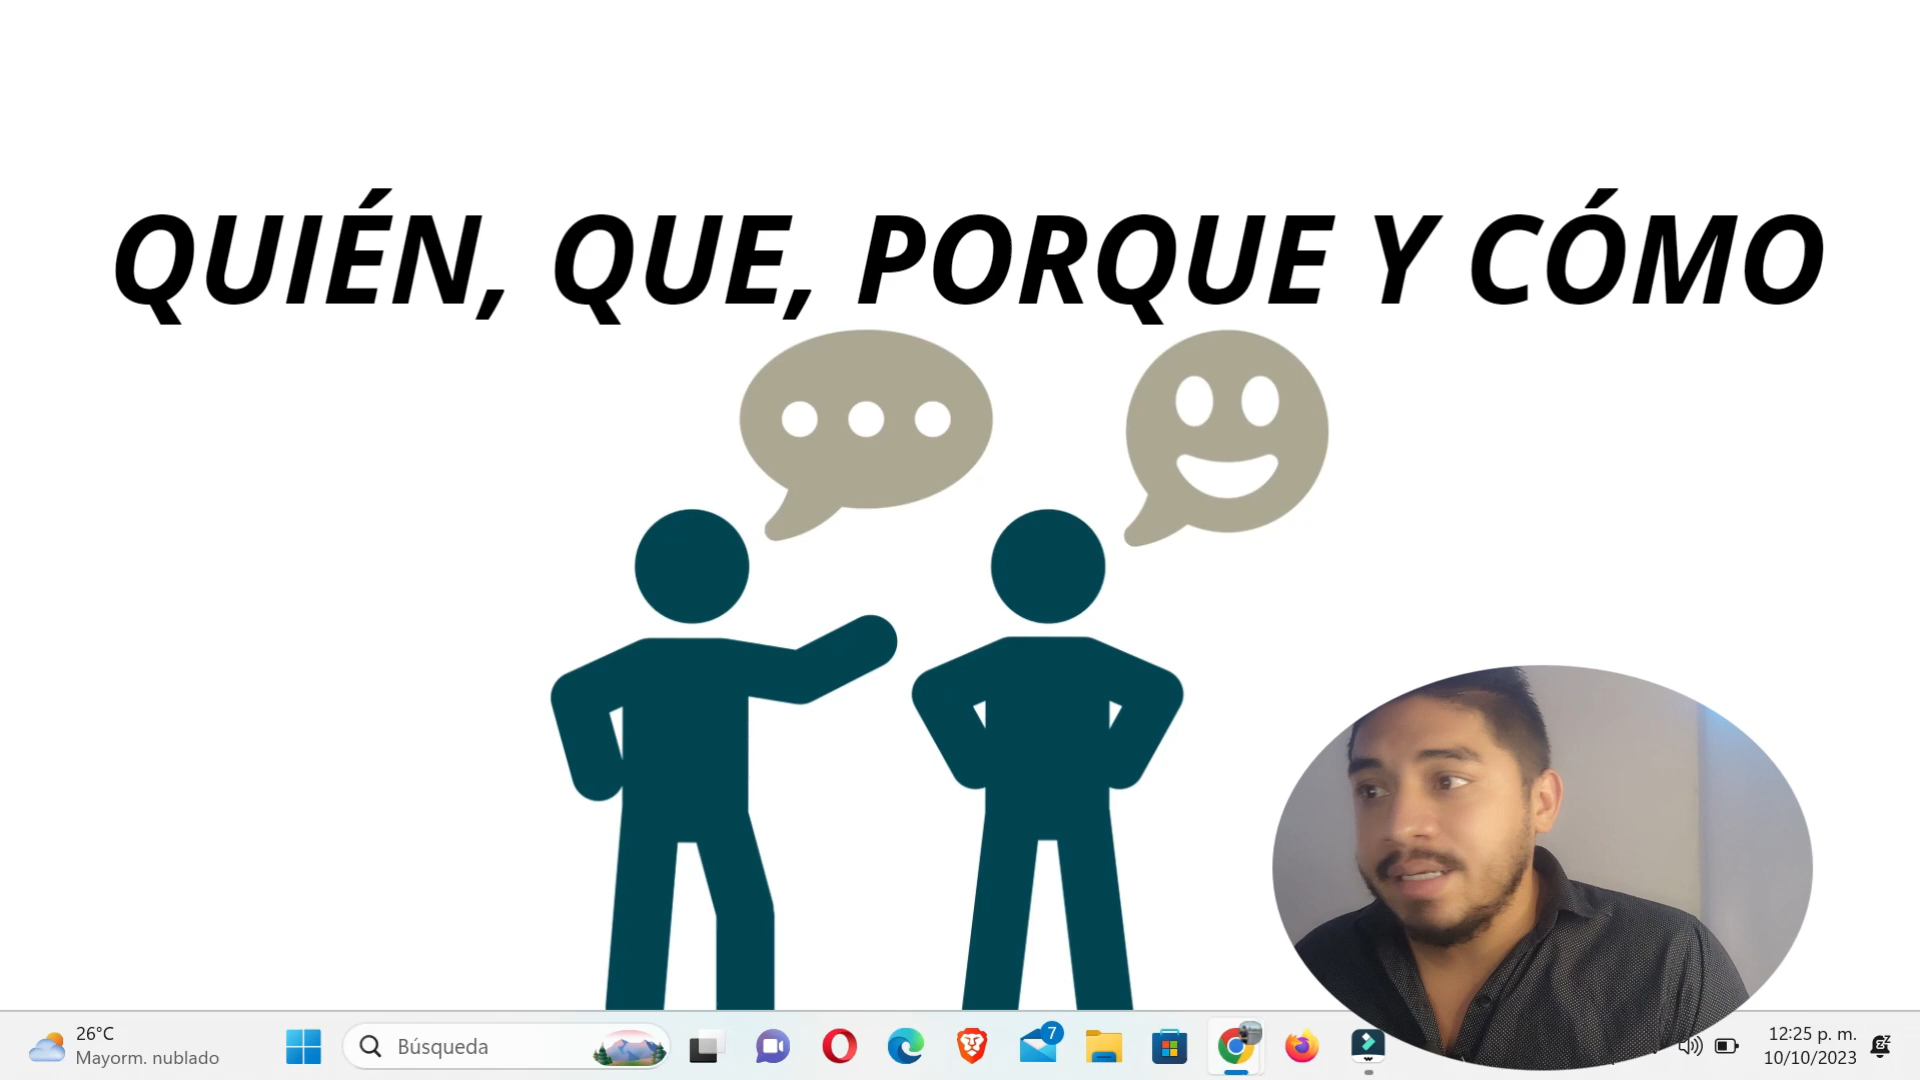 QUIÉN, QUE, PORQUE Y CÓMO
26°C
Mayorm. nublado
Búsqueda
7
12:25 p. m.
10/10/2023